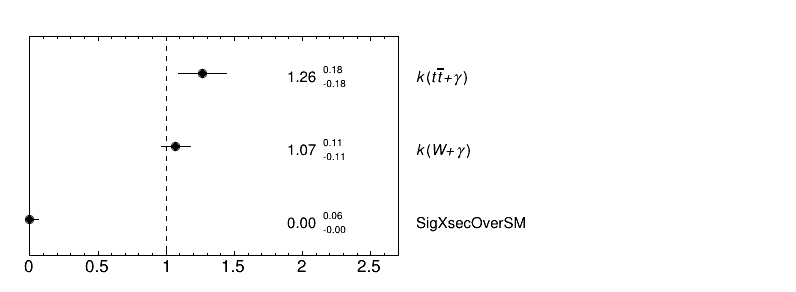 1.26 0.18 -0.18 k(tt̄+γ)
1.07 0.11 -0.11 k(W+γ)
0.00 0.06 -0.00 SigXsecOverSM
0 0.5 1 1.5 2 2.5